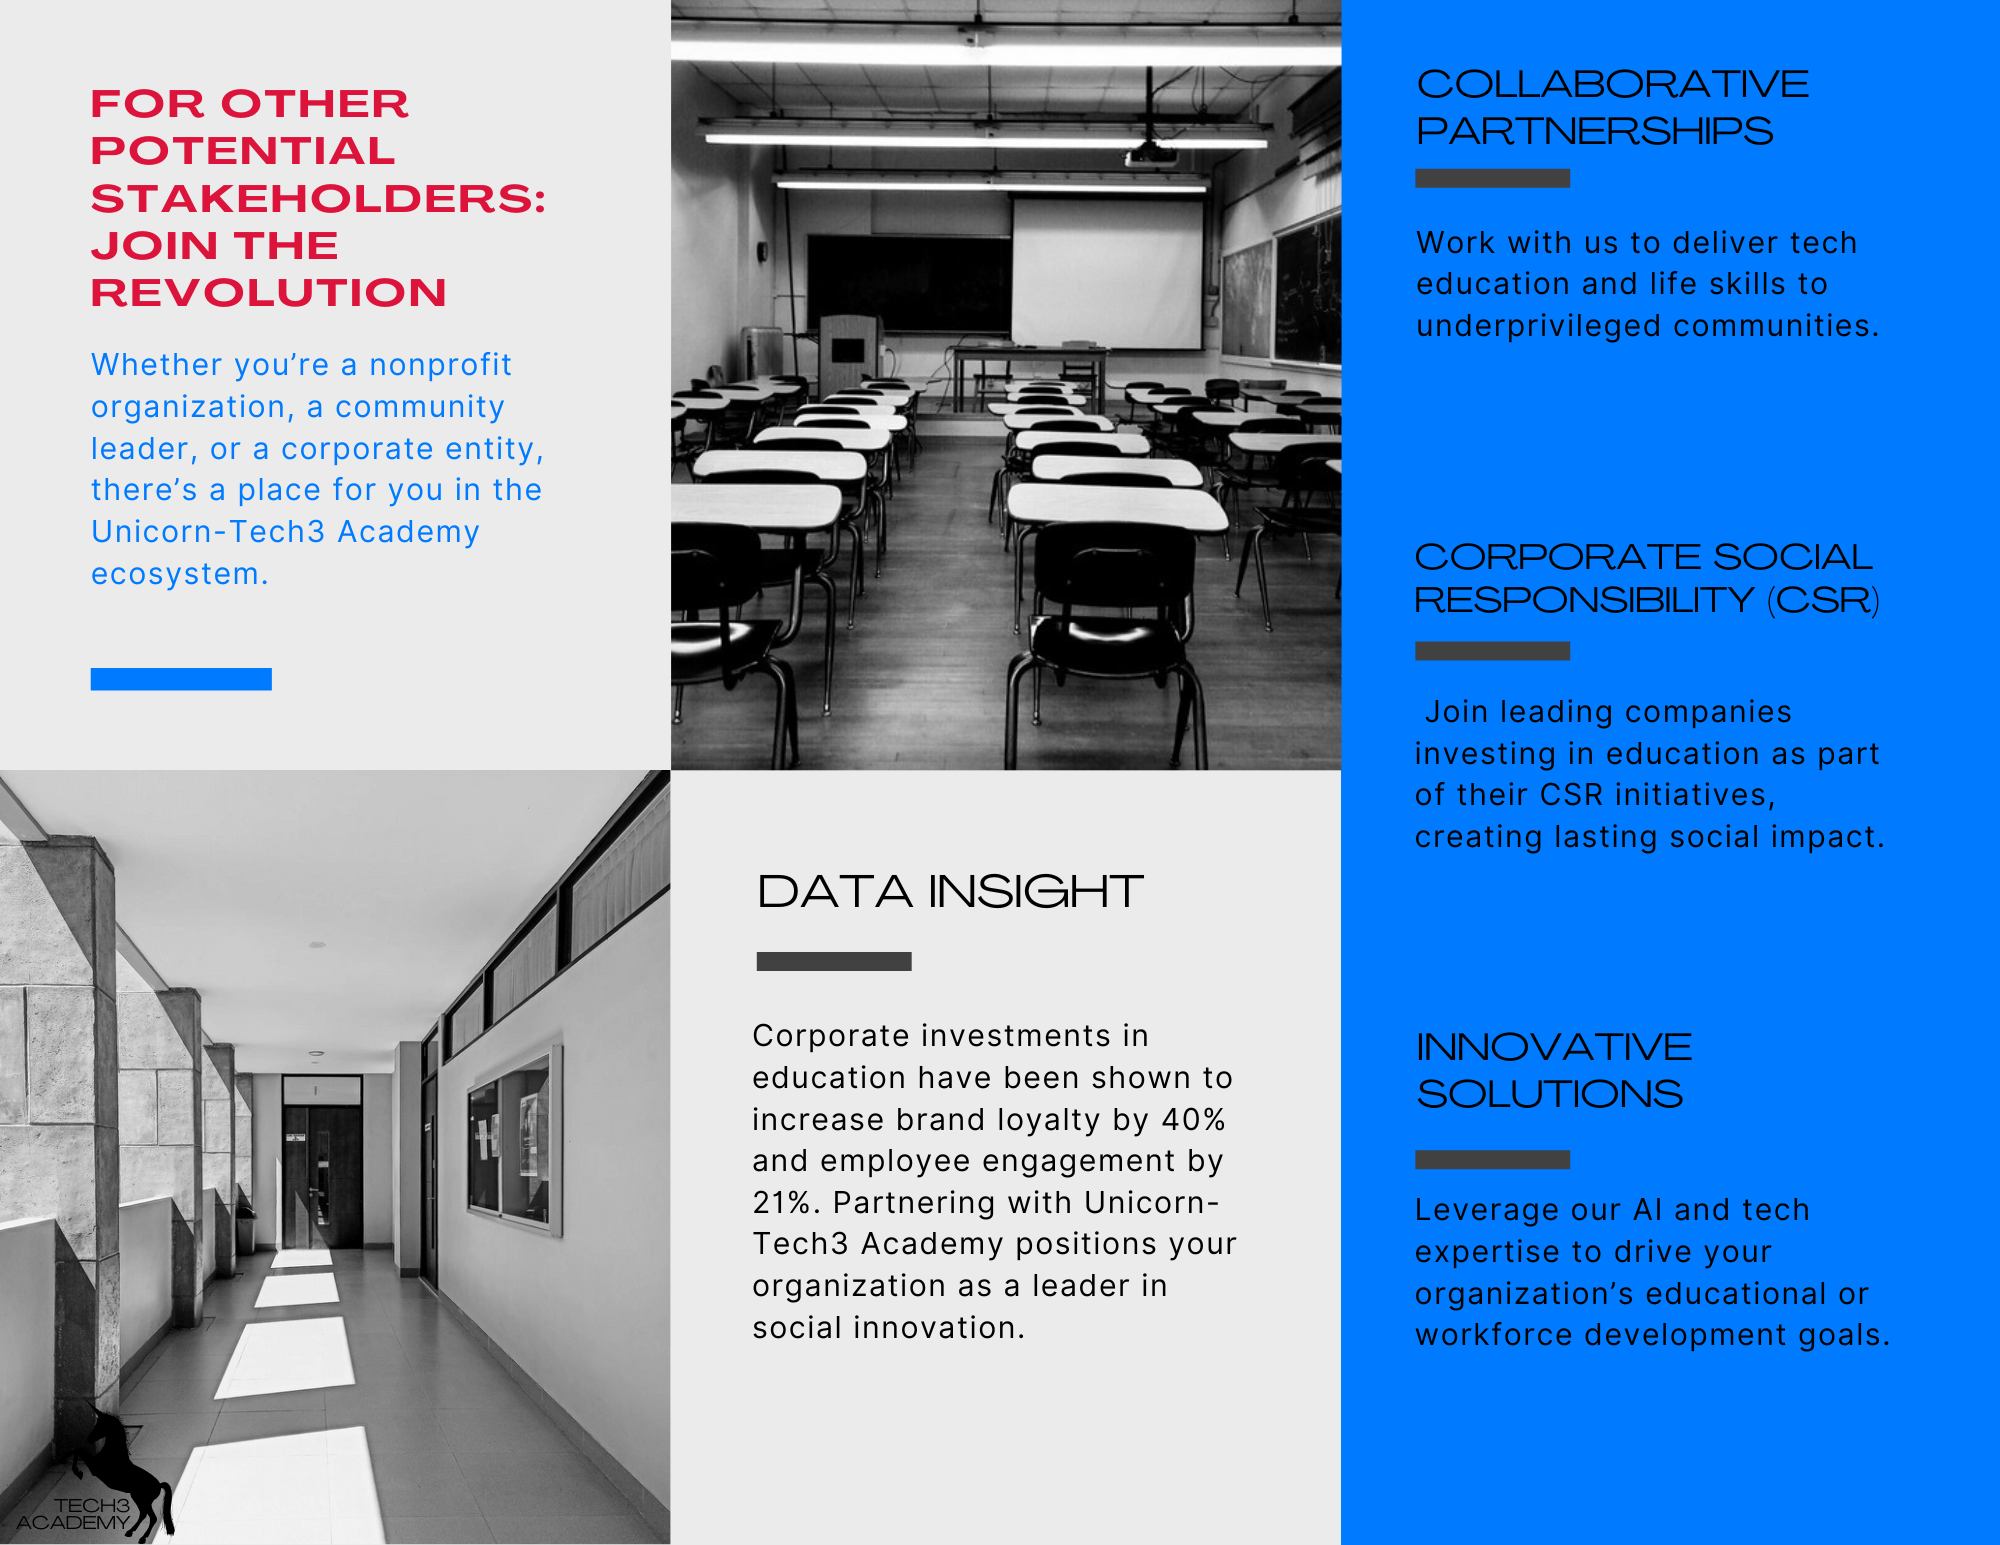 FOR OTHER
POTENTIAL
STAKEHOLDERS:
JOIN THE
REVOLUTION
Whether you’re a nonprofit
organization, a community
leader, or a corporate entity,
there’s a place for you in the
Unicorn-Tech3 Academy
ecosystem.
TECH3
ACADEMY
DATA INSIGHT
Corporate investments in
education have been shown to
increase brand loyalty by 40%
and employee engagement by
21%. Partnering with Unicorn-
Tech3 Academy positions your
organization as a leader in
social innovation.
COLLABORATIVE
PARTNERSHIPS
Work with us to deliver tech
education and life skills to
underprivileged communities.
CORPORATE SOCIAL
RESPONSIBILITY (CSR)
Join leading companies
investing in education as part
of their CSR initiatives,
creating lasting social impact.
INNOVATIVE
SOLUTIONS
Leverage our AI and tech
expertise to drive your
organization’s educational or
workforce development goals.